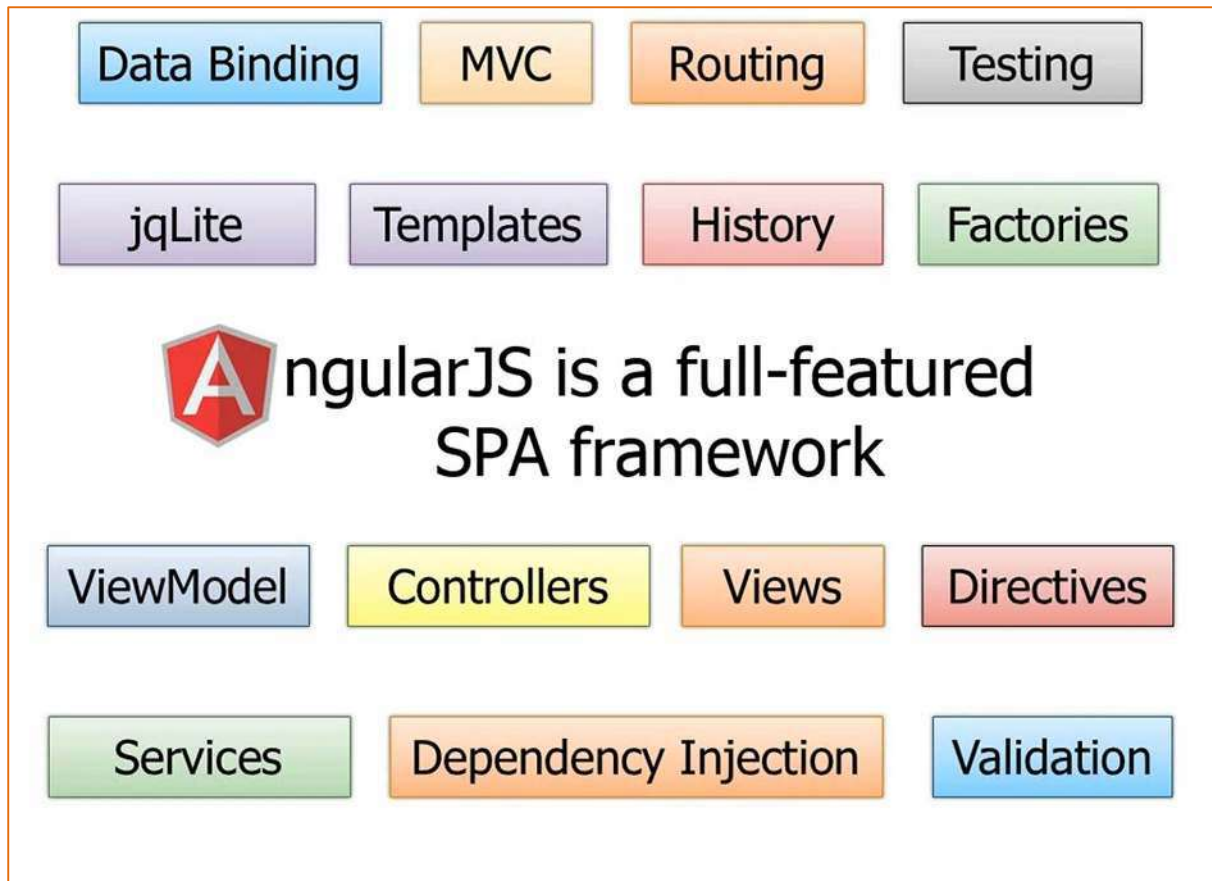 Data Binding MVC Routing Testing
jqLite Templates History Factories
AngularJS is a full-featured
SPA framework
ViewModel Controllers Views Directives
Services Dependency Injection Validation